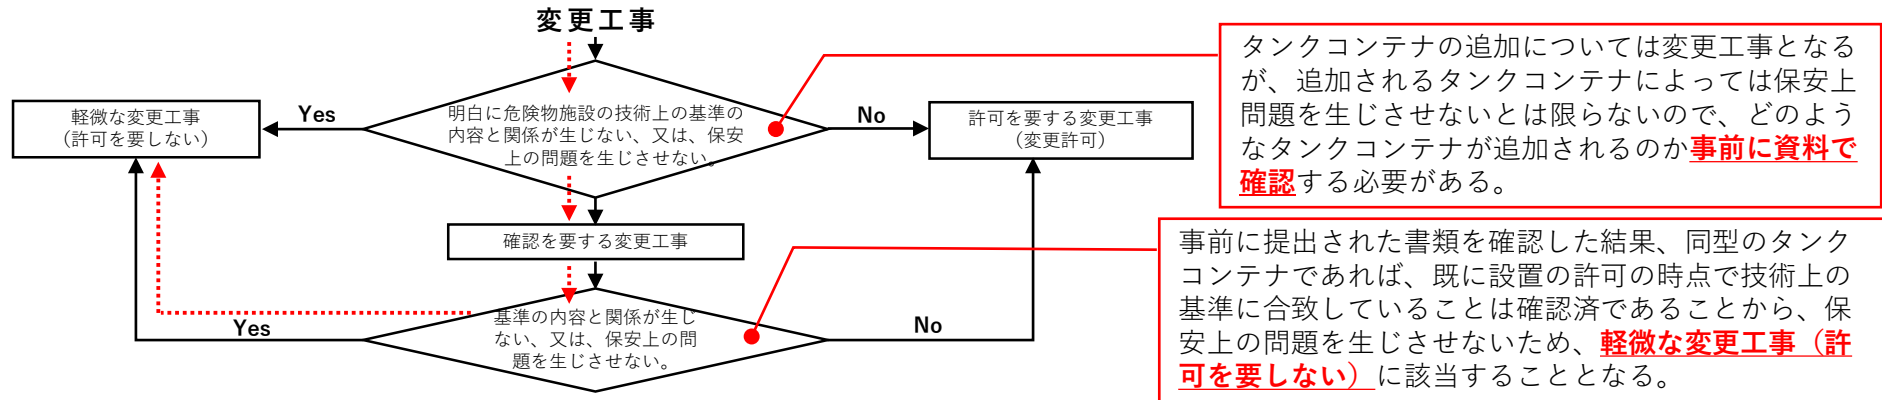 変更工事
明白に危険物施設の技術上の基準の
内容と関係が生じない、又は、保安
上の問題を生じさせない。
Yes
No
軽微な変更工事
（許可を要しない）
許可を要する変更工事
（変更許可）
確認を要する変更工事
基準の内容と関係が生じ
ない、又は、保安上の問
題を生じさせない。
Yes
No
タンクコンテナの追加については変更工事となる
が、追加されるタンクコンテナによっては保安上
問題を生じさせないとは限らないので、どのよう
なタンクコンテナが追加されるのか事前に資料で
確認する必要がある。
事前に提出された書類を確認した結果、同型のタンク
コンテナであれば、既に設置の許可の時点で技術上の
基準に合致していることは確認済であることから、保
安上の問題を生じさせないため、軽微な変更工事（許
可を要しない）に該当することとなる。